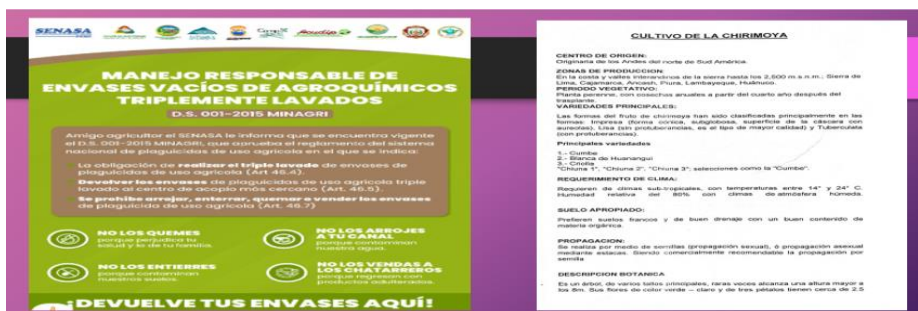 SENASA
MANEJO RESPONSABLE DE
ENVASES VACÍOS DE AGROQUÍMICOS
TRIPLEMENTE LAVADOS
D.S. 001-2015 MINAGRI
Amigo agricultor el SENASA le informa que se encuentra vigente
el D.S. 001-2015 MINAGRI, que aprueba el reglamento del sistema
nacional de plaguicidas de uso agrícola en el que se indica:
La obligación de realizar el triple lavado de envases de
plaguicidas de uso agrícola (Art 46.4).
Devolver los envases de plaguicidas de uso agrícola triple
lavado al centro de acopio más cercano (Art. 46.5).
Se prohíbe arrojar, enterrar, quemar o vender los envases
de plaguicida de uso agrícola (Art. 46.7)
NO LOS QUEMES
porque perjudica tu
salud y la de tu familia.
NO LOS ARROJES
A TU CANAL
porque contaminan
nuestra agua.
NO LOS ENTIERRES
porque contaminan
nuestros suelos.
NO LOS VENDAS A
LOS CHATARREROS
porque regresan con
productos adulterados.
¡DEVUELVE TUS ENVASES AQUÍ!
CULTIVO DE LA CHIRIMOYA
CENTRO DE ORIGEN:
Originaria de los Andes del norte de Sud América.
ZONAS DE PRODUCCION:
En la costa y valles interandinos de la sierra hasta los 2,500 m.s.n.m.; Sierra de
Lima, Cajamarca, Ancash, Piura, Lambayeque, Huánuco.
PERIODO VEGETATIVO:
Planta perenne, con cosechas anuales a partir del cuarto año después del
trasplante.
VARIEDADES PRINCIPALES:
Las formas del fruto de chirimoya han sido clasificadas principalmente en las
formas: Impresa (forma cónica, subglobosa, superficie de la cáscara con
aureolas), Lisa (sin protuberancias, es el tipo de mayor calidad) y Tuberculata
(con protuberancias).
Principales variedades
1.- Cumbe
2.- Blanca de Huanangui
3.- Criolla
"Chiuna 1", "Chiuna 2", "Chiuna 3"; selecciones como la "Cumbe".
REQUERIMIENTO DE CLIMA:
Requieren de climas sub-tropicales, con temperaturas entre 14° y 24° C.
Humedad relativa del 80% con climas de atmósfera húmeda.
SUELO APROPIADO:
Prefieren suelos francos y de buen drenaje con un buen contenido de
materia orgánica.
PROPAGACION:
Se realiza por medio de semillas (propagación sexual), ó propagación asexual
mediante estacas. Siendo comercialmente recomendable la propagación por
semilla
DESCRIPCION BOTANICA
Es un árbol, de varios tallos principales, raras veces alcanza una altura mayor a
los 8m. Sus flores de color verde – claro y de tres pétalos tienen cerca de 2.5